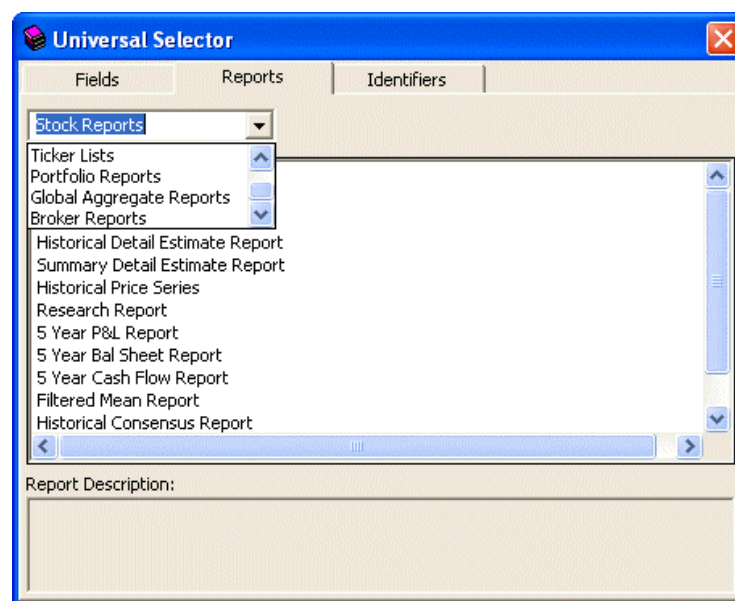 Universal Selector
Fields Reports Identifiers
Stock Reports
Ticker Lists
Portfolio Reports
Global Aggregate Reports
Broker Reports
Historical Detail Estimate Report
Summary Detail Estimate Report
Historical Price Series
Research Report
5 Year P&L Report
5 Year Bal Sheet Report
5 Year Cash Flow Report
Filtered Mean Report
Historical Consensus Report
Report Description: